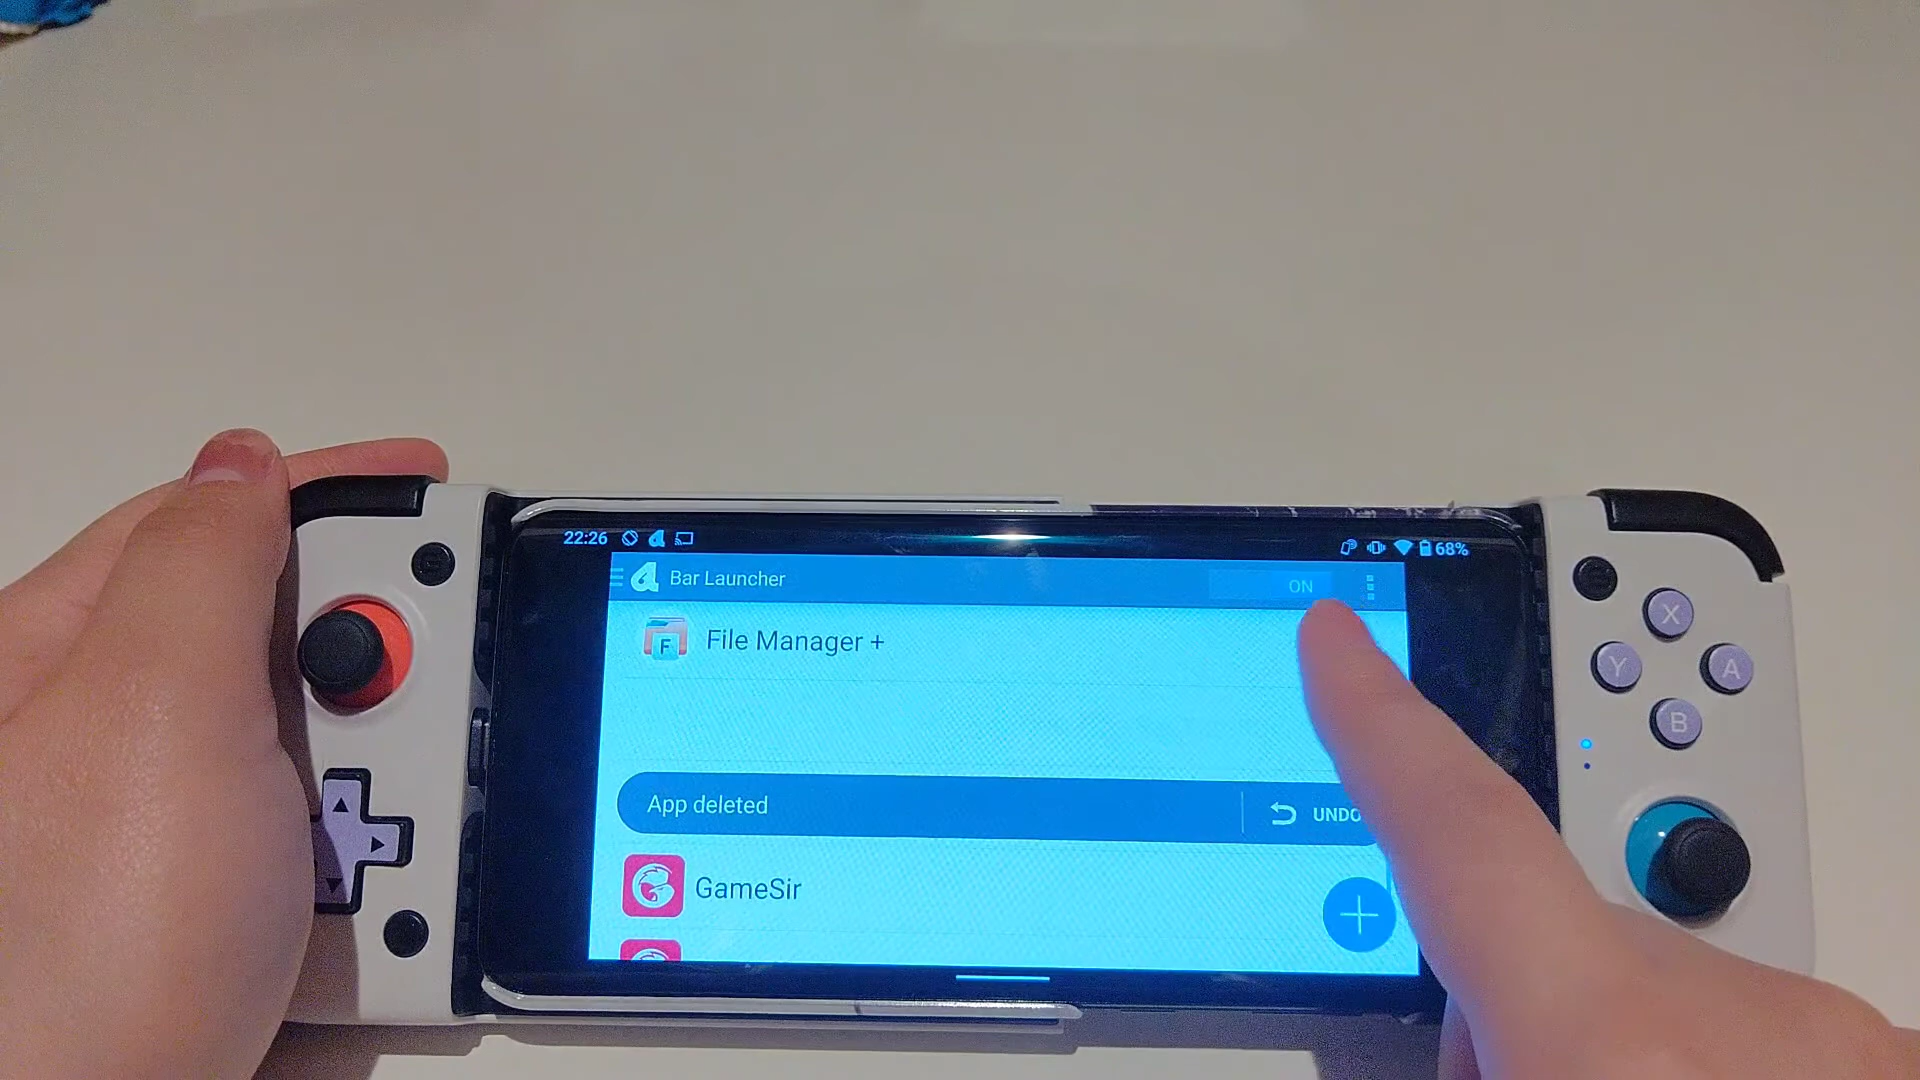 22:26
68%
Bar Launcher
ON
F
File Manager +
App deleted
UNDO
GameSir
X
Y
A
B